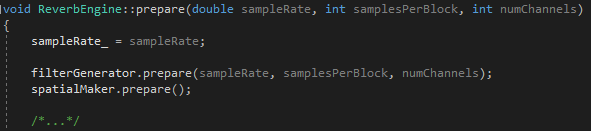 void ReverbEngine::prepare(double sampleRate, int samplesPerBlock, int numChannels)
{
sampleRate_ = sampleRate;
filterGenerator.prepare(sampleRate, samplesPerBlock, numChannels);
spatialMaker.prepare();
/*...*/